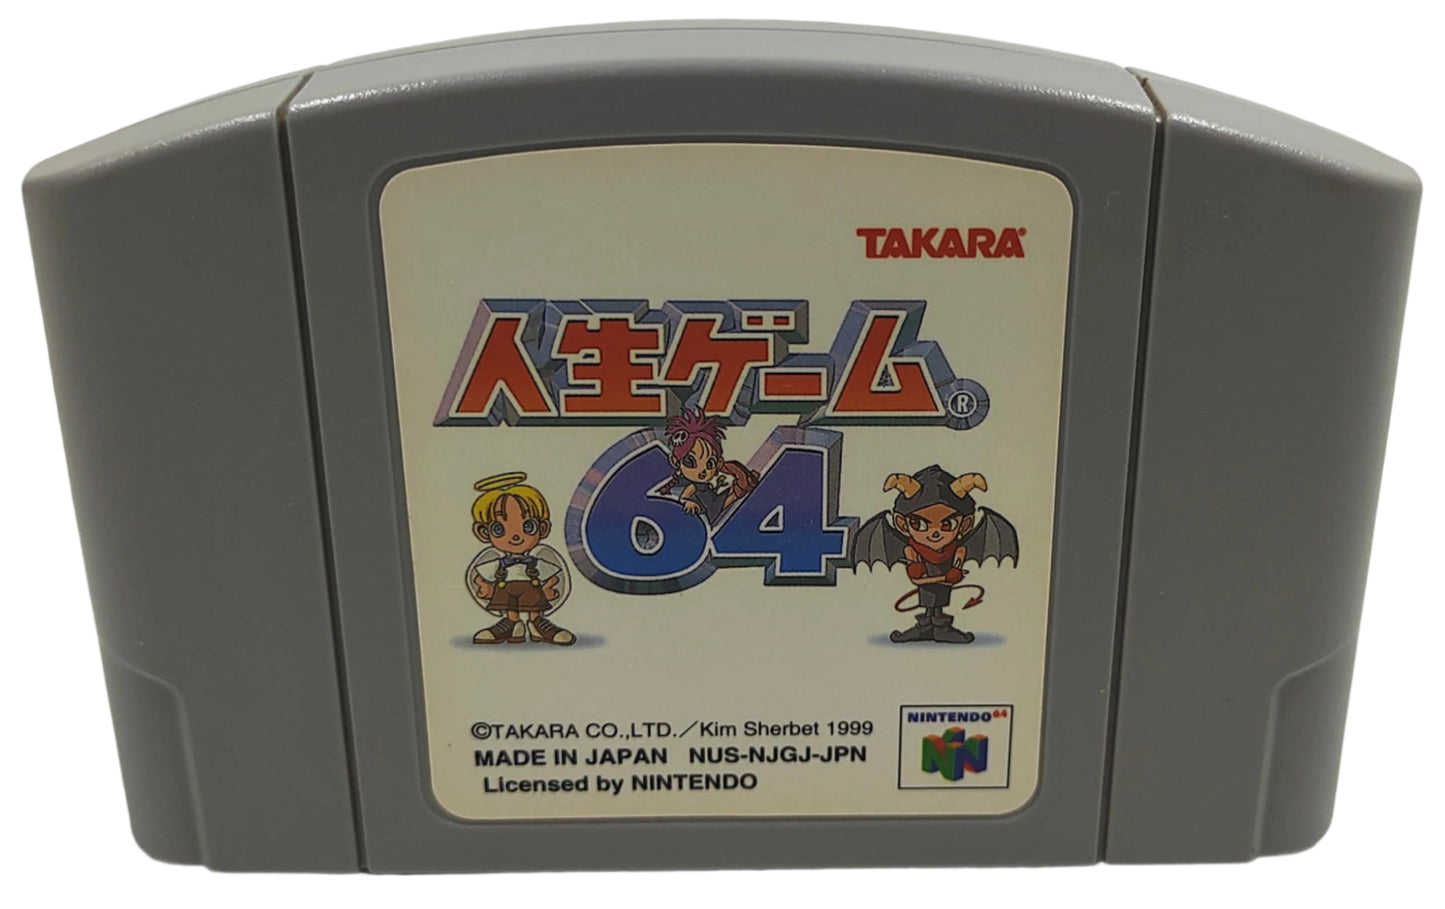 TAKARA®
人生ゲーム®
64
©TAKARA CO.,LTD.／Kim Sherbet 1999
MADE IN JAPAN NUS-NJGJ-JPN
Licensed by NINTENDO
NINTENDO64